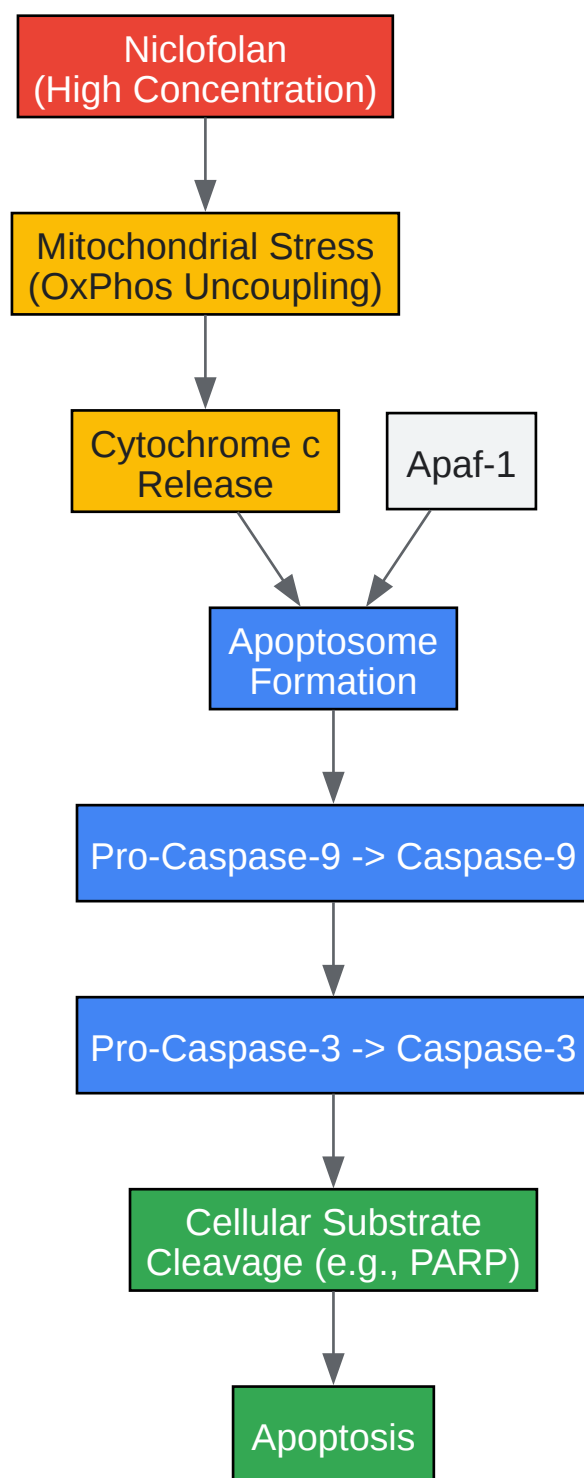 Niclofolan
(High Concentration)
Mitochondrial Stress
(OxPhos Uncoupling)
Cytochrome c
Release
Apaf-1
Apoptosome
Formation
Pro-Caspase-9 -> Caspase-9
Pro-Caspase-3 -> Caspase-3
Cellular Substrate
Cleavage (e.g., PARP)
Apoptosis